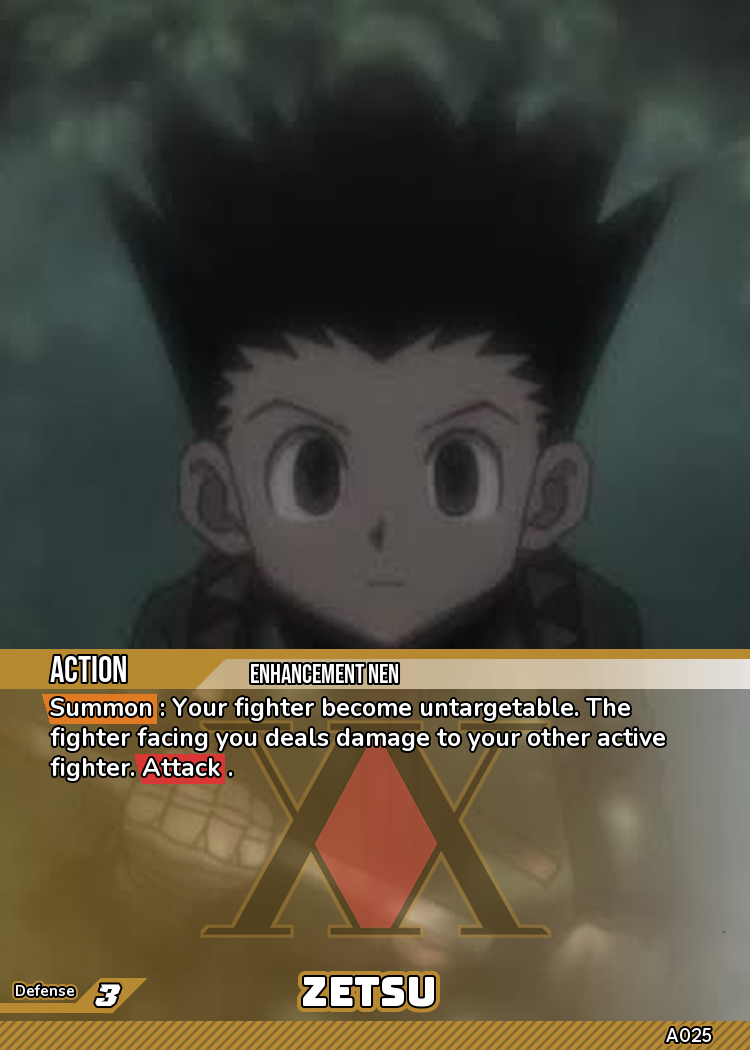 ACTION
ENHANCEMENT NEN
Summon : Your fighter become untargetable. The
fighter facing you deals damage to your other active
fighter. Attack .
Defense 3
ZETSU
A025